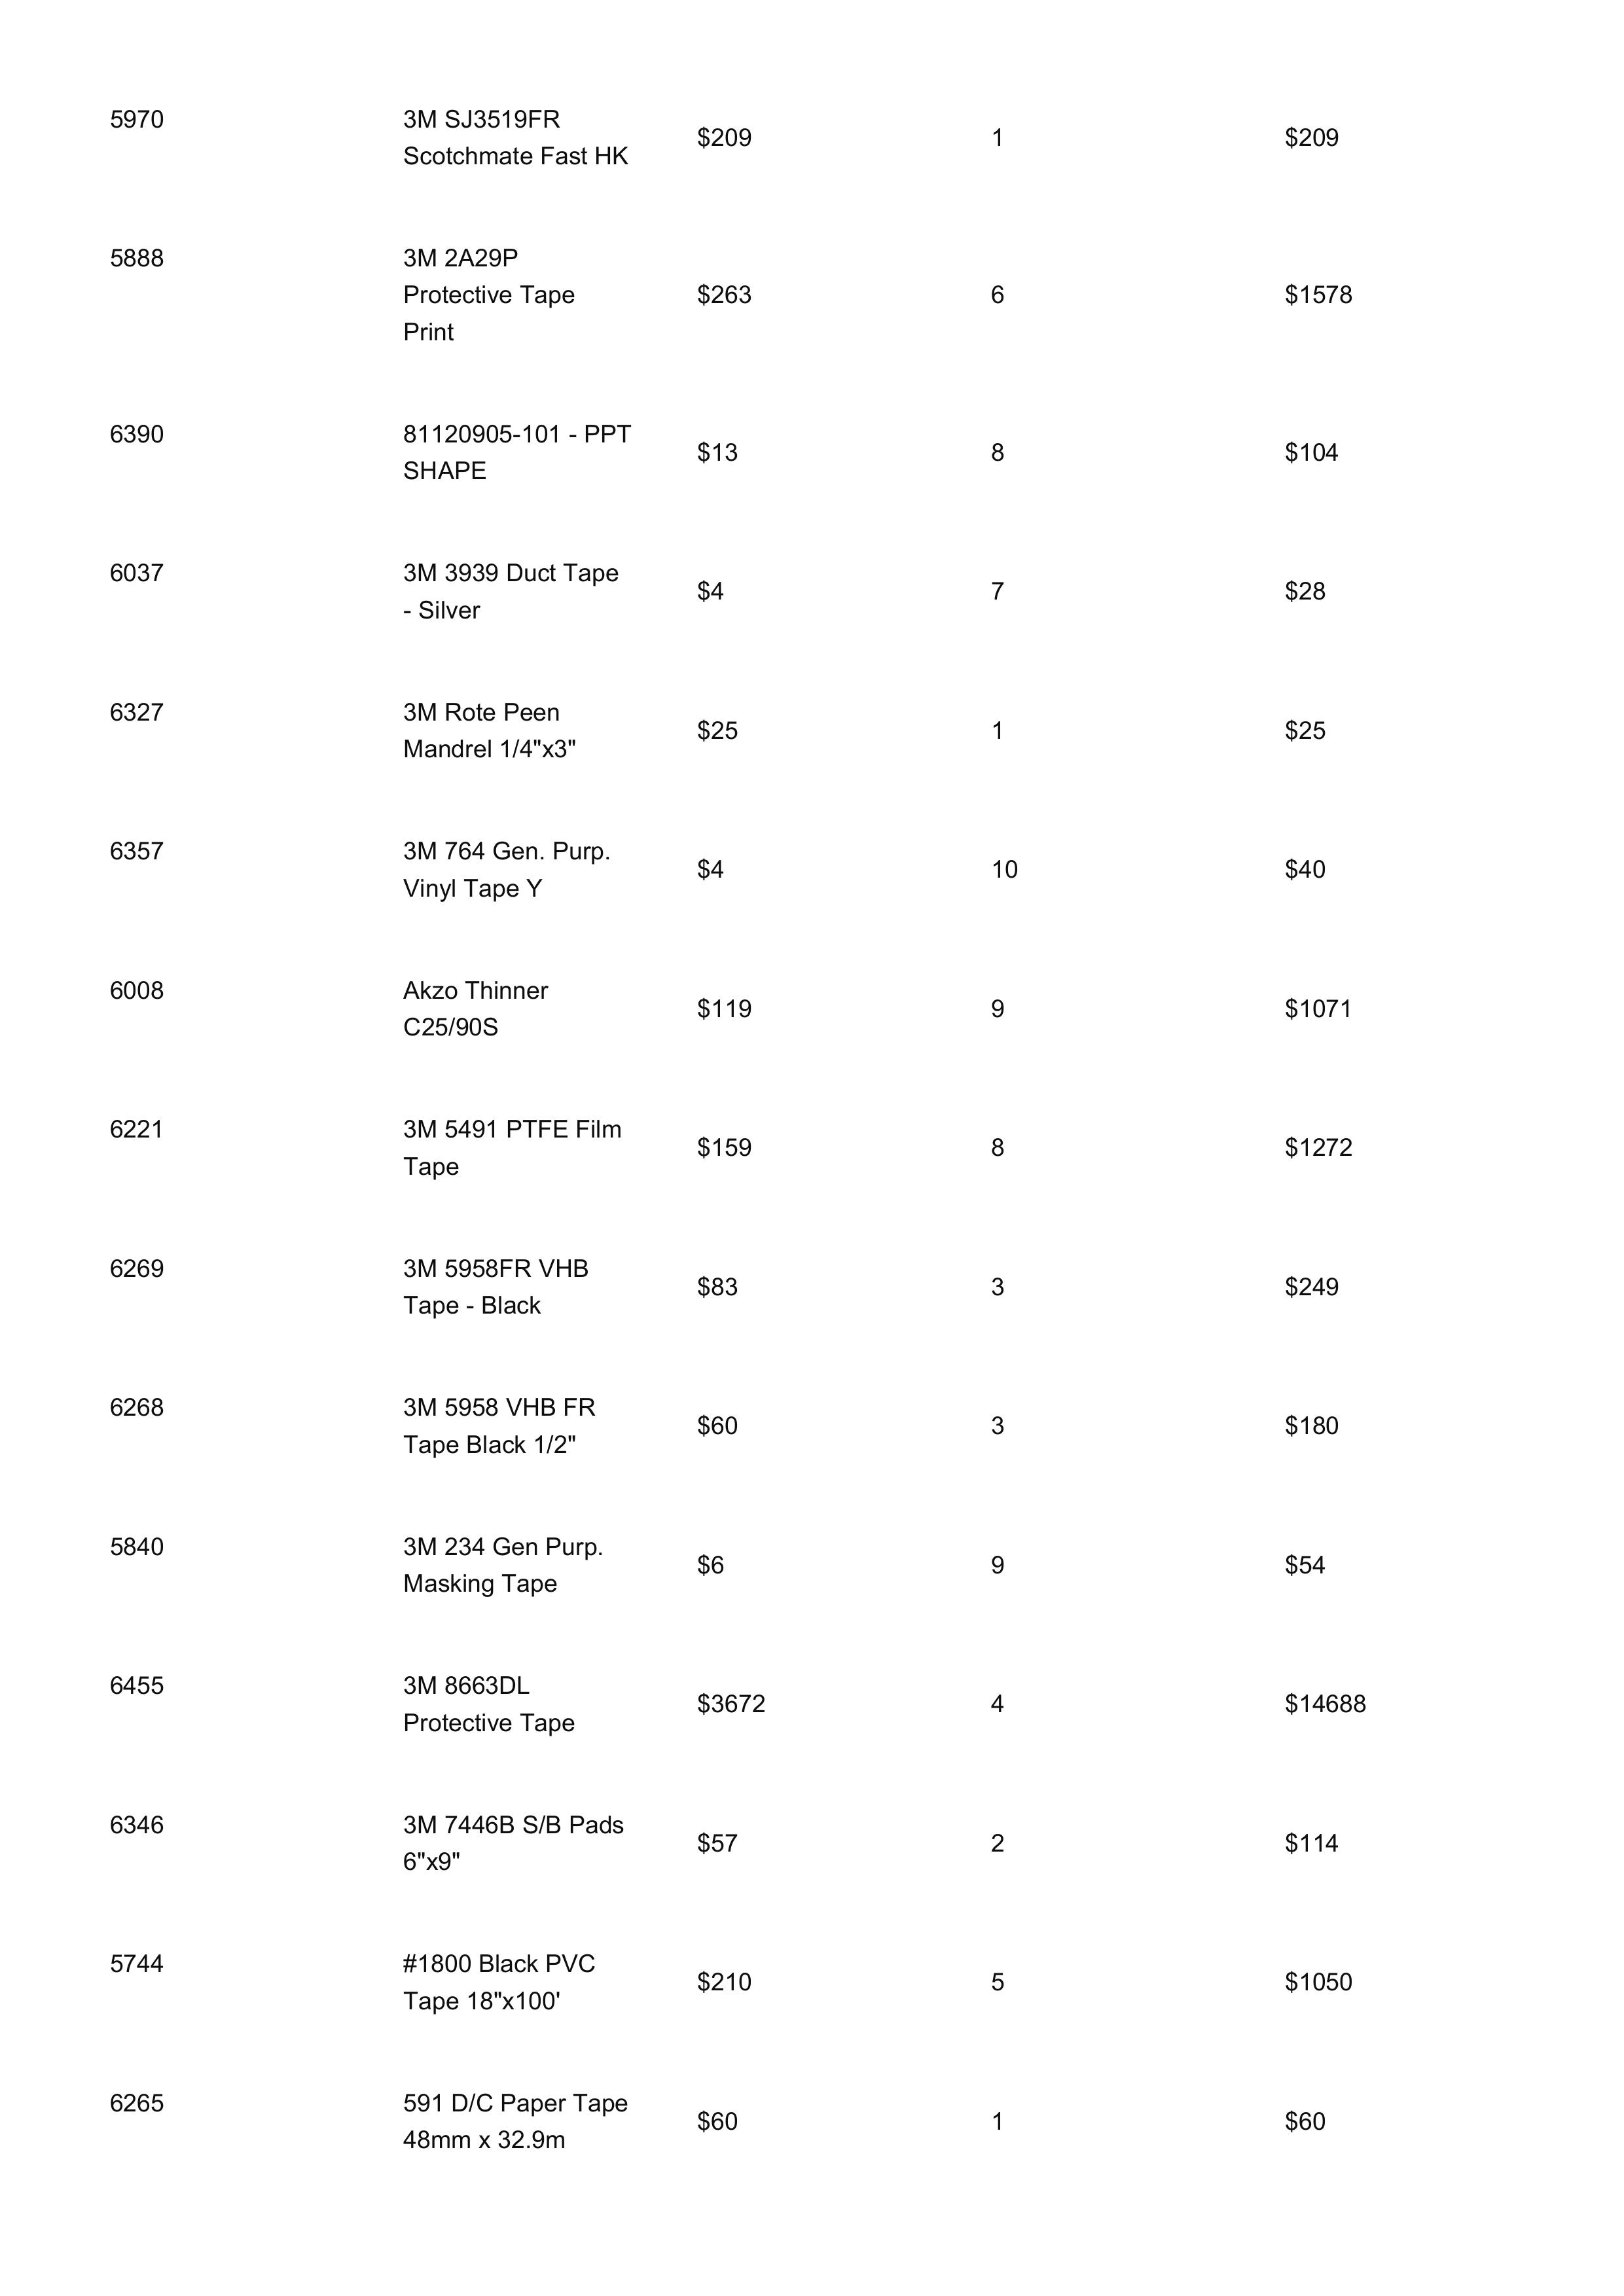 5970 3M SJ3519FR $209 1 $209
Scotchmate Fast HK
5888 3M 2A29P
Protective Tape $263 6 $1578
Print
6390 81120905-101 - PPT $13 8 $104
SHAPE
6037 3M 3939 Duct Tape $4 7 $28
- Silver
6327 3M Rote Peen $25 1 $25
Mandrel 1/4"x3"
6357 3M 764 Gen. Purp. $4 10 $40
Vinyl Tape Y
6008 Akzo Thinner $119 9 $1071
C25/90S
6221 3M 5491 PTFE Film $159 8 $1272
Tape
6269 3M 5958FR VHB $83 3 $249
Tape - Black
6268 3M 5958 VHB FR $60 3 $180
Tape Black 1/2"
5840 3M 234 Gen Purp. $6 9 $54
Masking Tape
6455 3M 8663DL $3672 4 $14688
Protective Tape
6346 3M 7446B S/B Pads $57 2 $114
6"x9"
5744 #1800 Black PVC $210 5 $1050
Tape 18"x100'
6265 591 D/C Paper Tape $60 1 $60
48mm x 32.9m